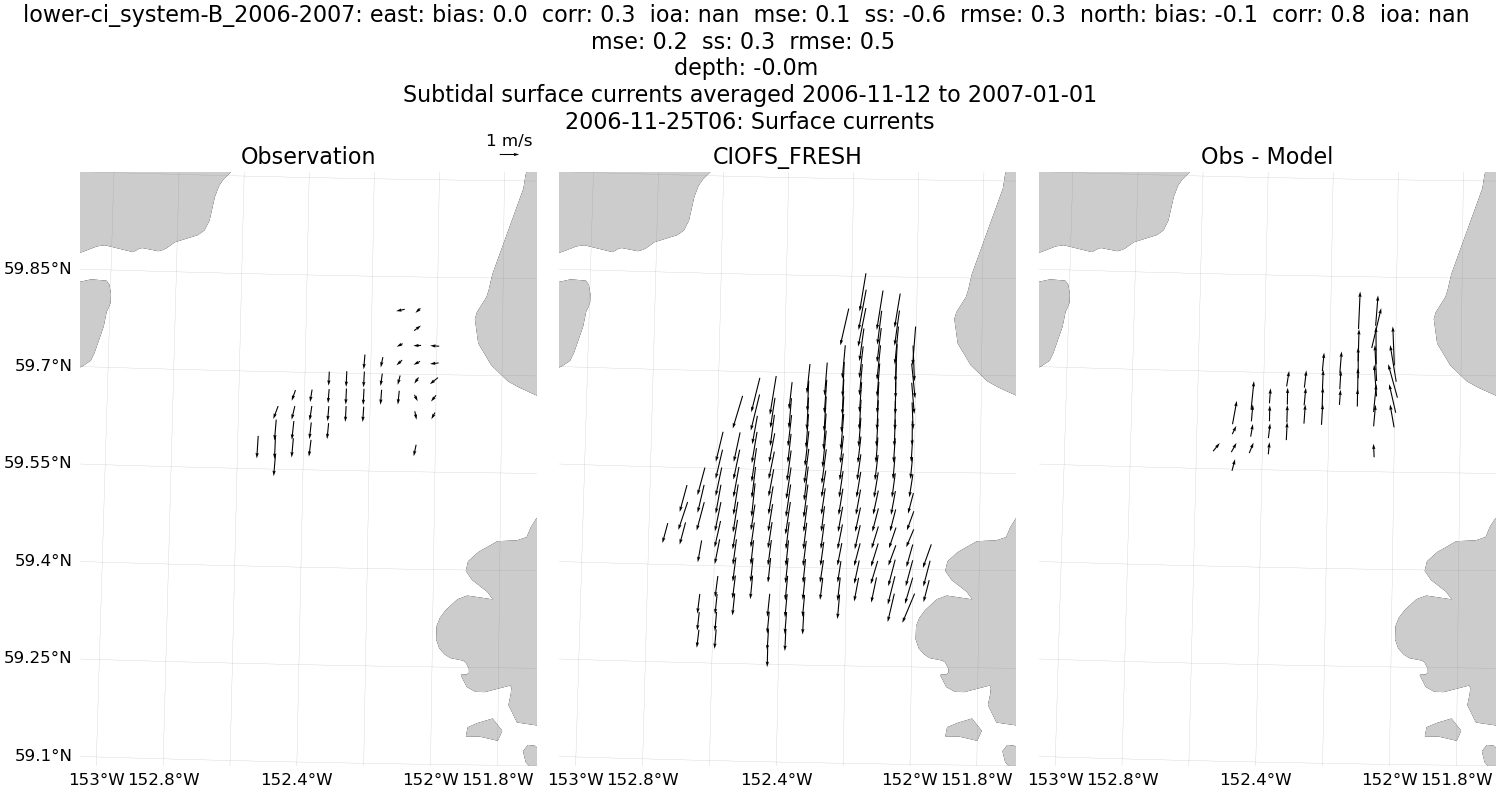 lower-ci_system-B_2006-2007: east: bias: 0.0  corr: 0.3  ioa: nan  mse: 0.1  ss: -0.6  rmse: 0.3  north: bias: -0.1  corr: 0.8  ioa: nan
mse: 0.2  ss: 0.3  rmse: 0.5
depth: -0.0m
Subtidal surface currents averaged 2006-11-12 to 2007-01-01
2006-11-25T06: Surface currents
1 m/s
Observation
CIOFS_FRESH
Obs - Model
59.85°N
59.7°N
59.55°N
59.4°N
59.25°N
59.1°N
153°W 152.8°W 152.4°W 152°W 151.8°W
153°W 152.8°W 152.4°W 152°W 151.8°W
153°W 152.8°W 152.4°W 152°W 151.8°W